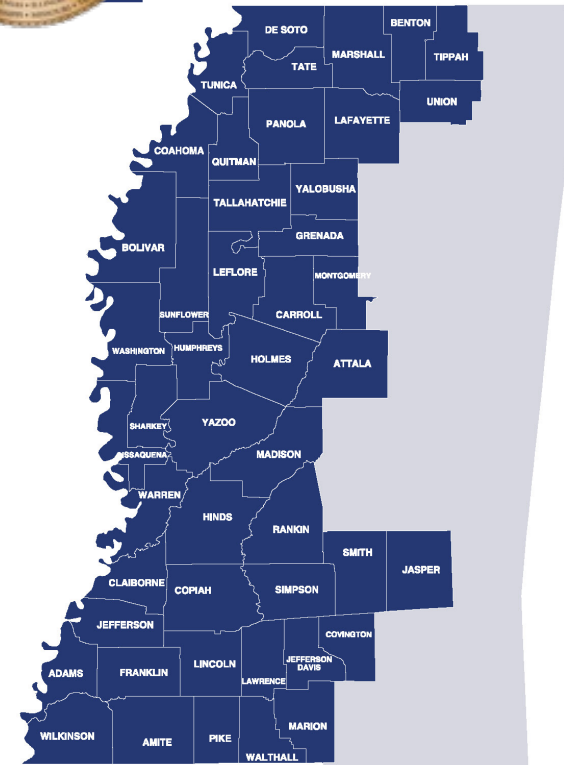 DE SOTO
BENTON
MARSHALL
TIPPAH
TATE
TUNICA
UNION
PANOLA
LAFAYETTE
COAHOMA
QUITMAN
YALOBUSHA
TALLAHATCHIE
GRENADA
BOLIVAR
LEFLORE
MONTGOMERY
SUNFLOWER
CARROLL
WASHINGTON
HUMPHREYS
HOLMES
ATTALA
SHARKEY
YAZOO
ISSAQUENA
MADISON
WARREN
HINDS
RANKIN
SMITH
JASPER
CLAIBORNE
COPIAH
SIMPSON
JEFFERSON
COVINGTON
ADAMS
FRANKLIN
LINCOLN
JEFFERSON
DAVIS
LAWRENCE
MARION
WILKINSON
AMITE
PIKE
WALTHALL